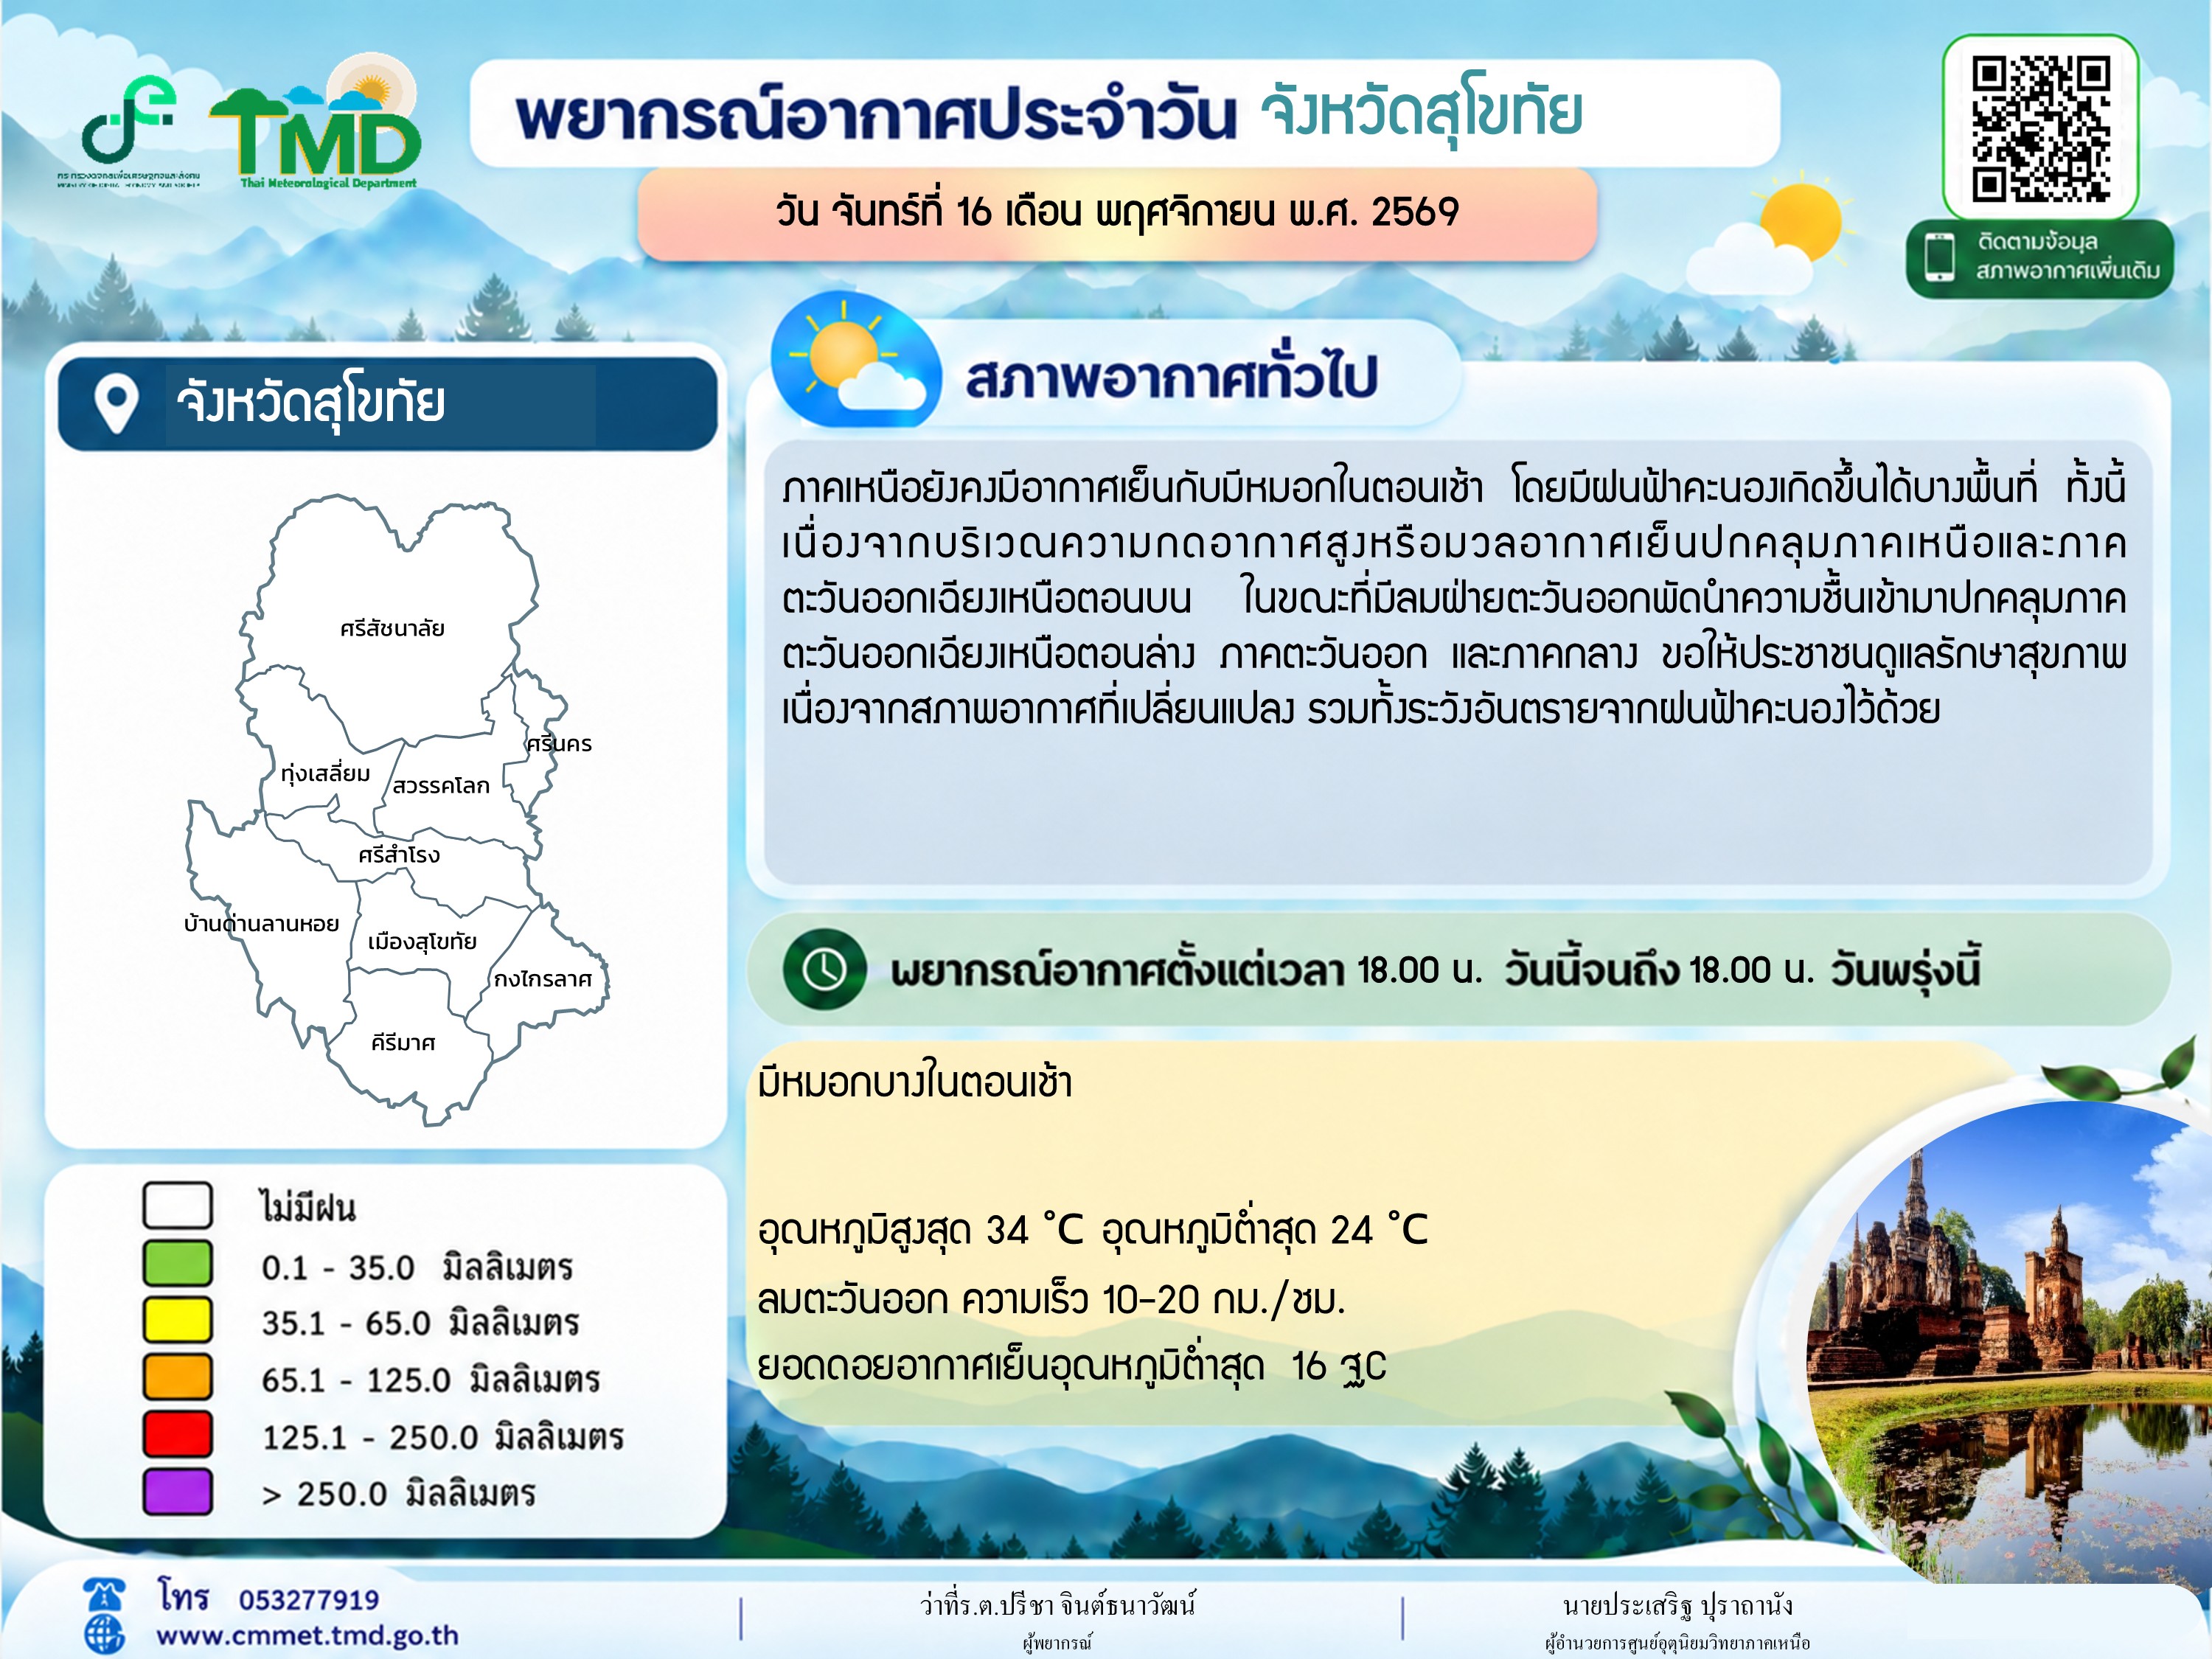 พยากรณ์อากาศประจำวัน จังหวัดสุโขทัย
วัน จันทร์ที่ 16 เดือน พฤศจิกายน พ.ศ. 2569
TMD
Thai Meteorological Department
ติดตามข้อมูล
สภาพอากาศเพิ่มเติม
จังหวัดสุโขทัย
ศรีสัชนาลัย
ศรีนคร
ทุ่งเสลี่ยม
สวรรคโลก
ศรีสำโรง
บ้านด่านลานหอย
เมืองสุโขทัย
กงไกรลาศ
คีรีมาศ
ไม่มีฝน
0.1 - 35.0 มิลลิเมตร
35.1 - 65.0 มิลลิเมตร
65.1 - 125.0 มิลลิเมตร
125.1 - 250.0 มิลลิเมตร
> 250.0 มิลลิเมตร
สภาพอากาศทั่วไป
ภาคเหนือยังคงมีอากาศเย็นกับมีหมอกในตอนเช้า โดยมีฝนฟ้าคะนองเกิดขึ้นได้บางพื้นที่ ทั้งนี้
เนื่องจากบริเวณความกดอากาศสูงหรือมวลอากาศเย็นปกคลุมภาคเหนือและภาค
ตะวันออกเฉียงเหนือตอนบน ในขณะที่มีลมฝ่ายตะวันออกพัดนำความชื้นเข้ามาปกคลุมภาค
ตะวันออกเฉียงเหนือตอนล่าง ภาคตะวันออก และภาคกลาง ขอให้ประชาชนดูแลรักษาสุขภาพ
เนื่องจากสภาพอากาศที่เปลี่ยนแปลง รวมทั้งระวังอันตรายจากฝนฟ้าคะนองไว้ด้วย
พยากรณ์อากาศตั้งแต่เวลา 18.00 น. วันนี้จนถึง 18.00 น. วันพรุ่งนี้
มีหมอกบางในตอนเช้า
อุณหภูมิสูงสุด 34 °C อุณหภูมิต่ำสุด 24 °C
ลมตะวันออก ความเร็ว 10-20 กม./ชม.
ยอดดอยอากาศเย็นอุณหภูมิต่ำสุด 16 ฐC
โทร 053277919
www.cmmet.tmd.go.th
ว่าที่ร.ต.ปรีชา จินต์ธนาวัฒน์
ผู้พยากรณ์
นายประเสริฐ ปุราถานัง
ผู้อำนวยการศูนย์อุตุนิยมวิทยาภาคเหนือ